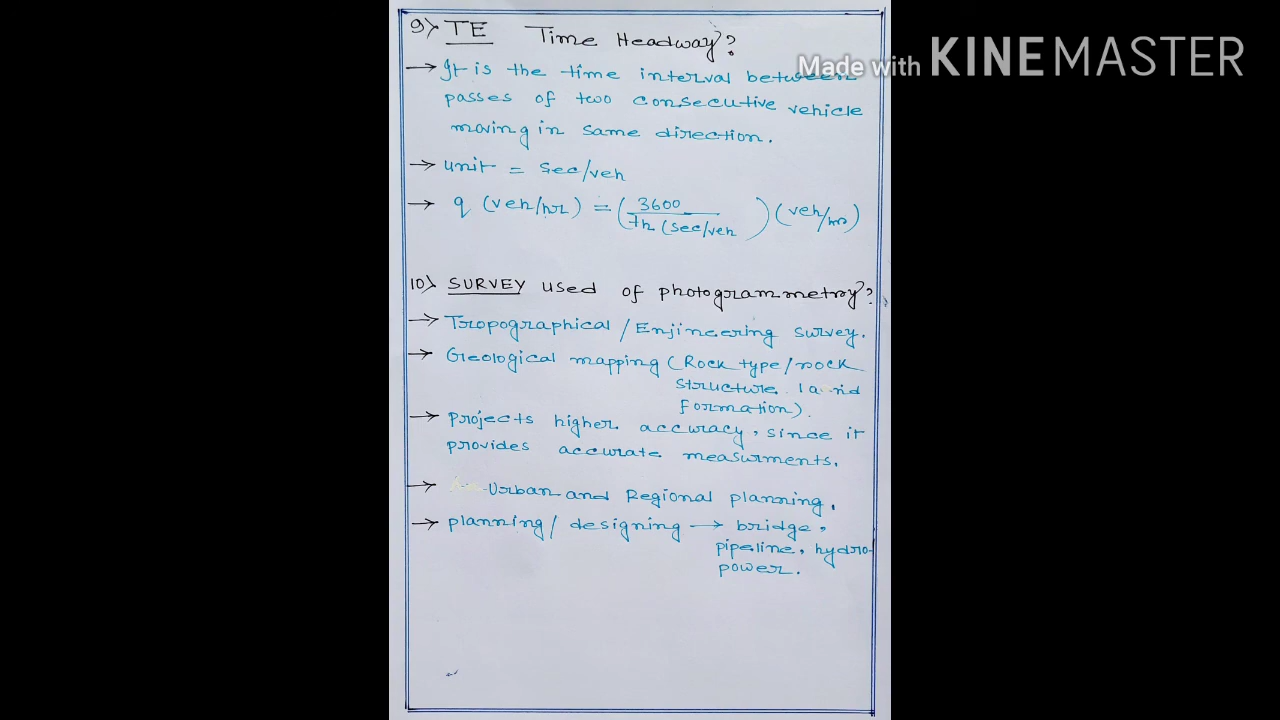 9) TE Time Headway?
Made with KINEMASTER
→ It is the time interval between
passes of two consecutive vehicle
moving in same direction.
→ unit = sec/veh
→ q (veh/hr) = (3600 / th (sec/veh) (veh/hr)
10) SURVEY used of photogrammetry?
→ Tropographical / Enjineering survey.
→ Geological mapping (Rock type/rock
structure land
formation).
→ projects higher accuracy, since it
provides accurate measurments.
→ Urban and Regional planning.
→ planning / designing → bridge,
pipeline, hydro-
power.